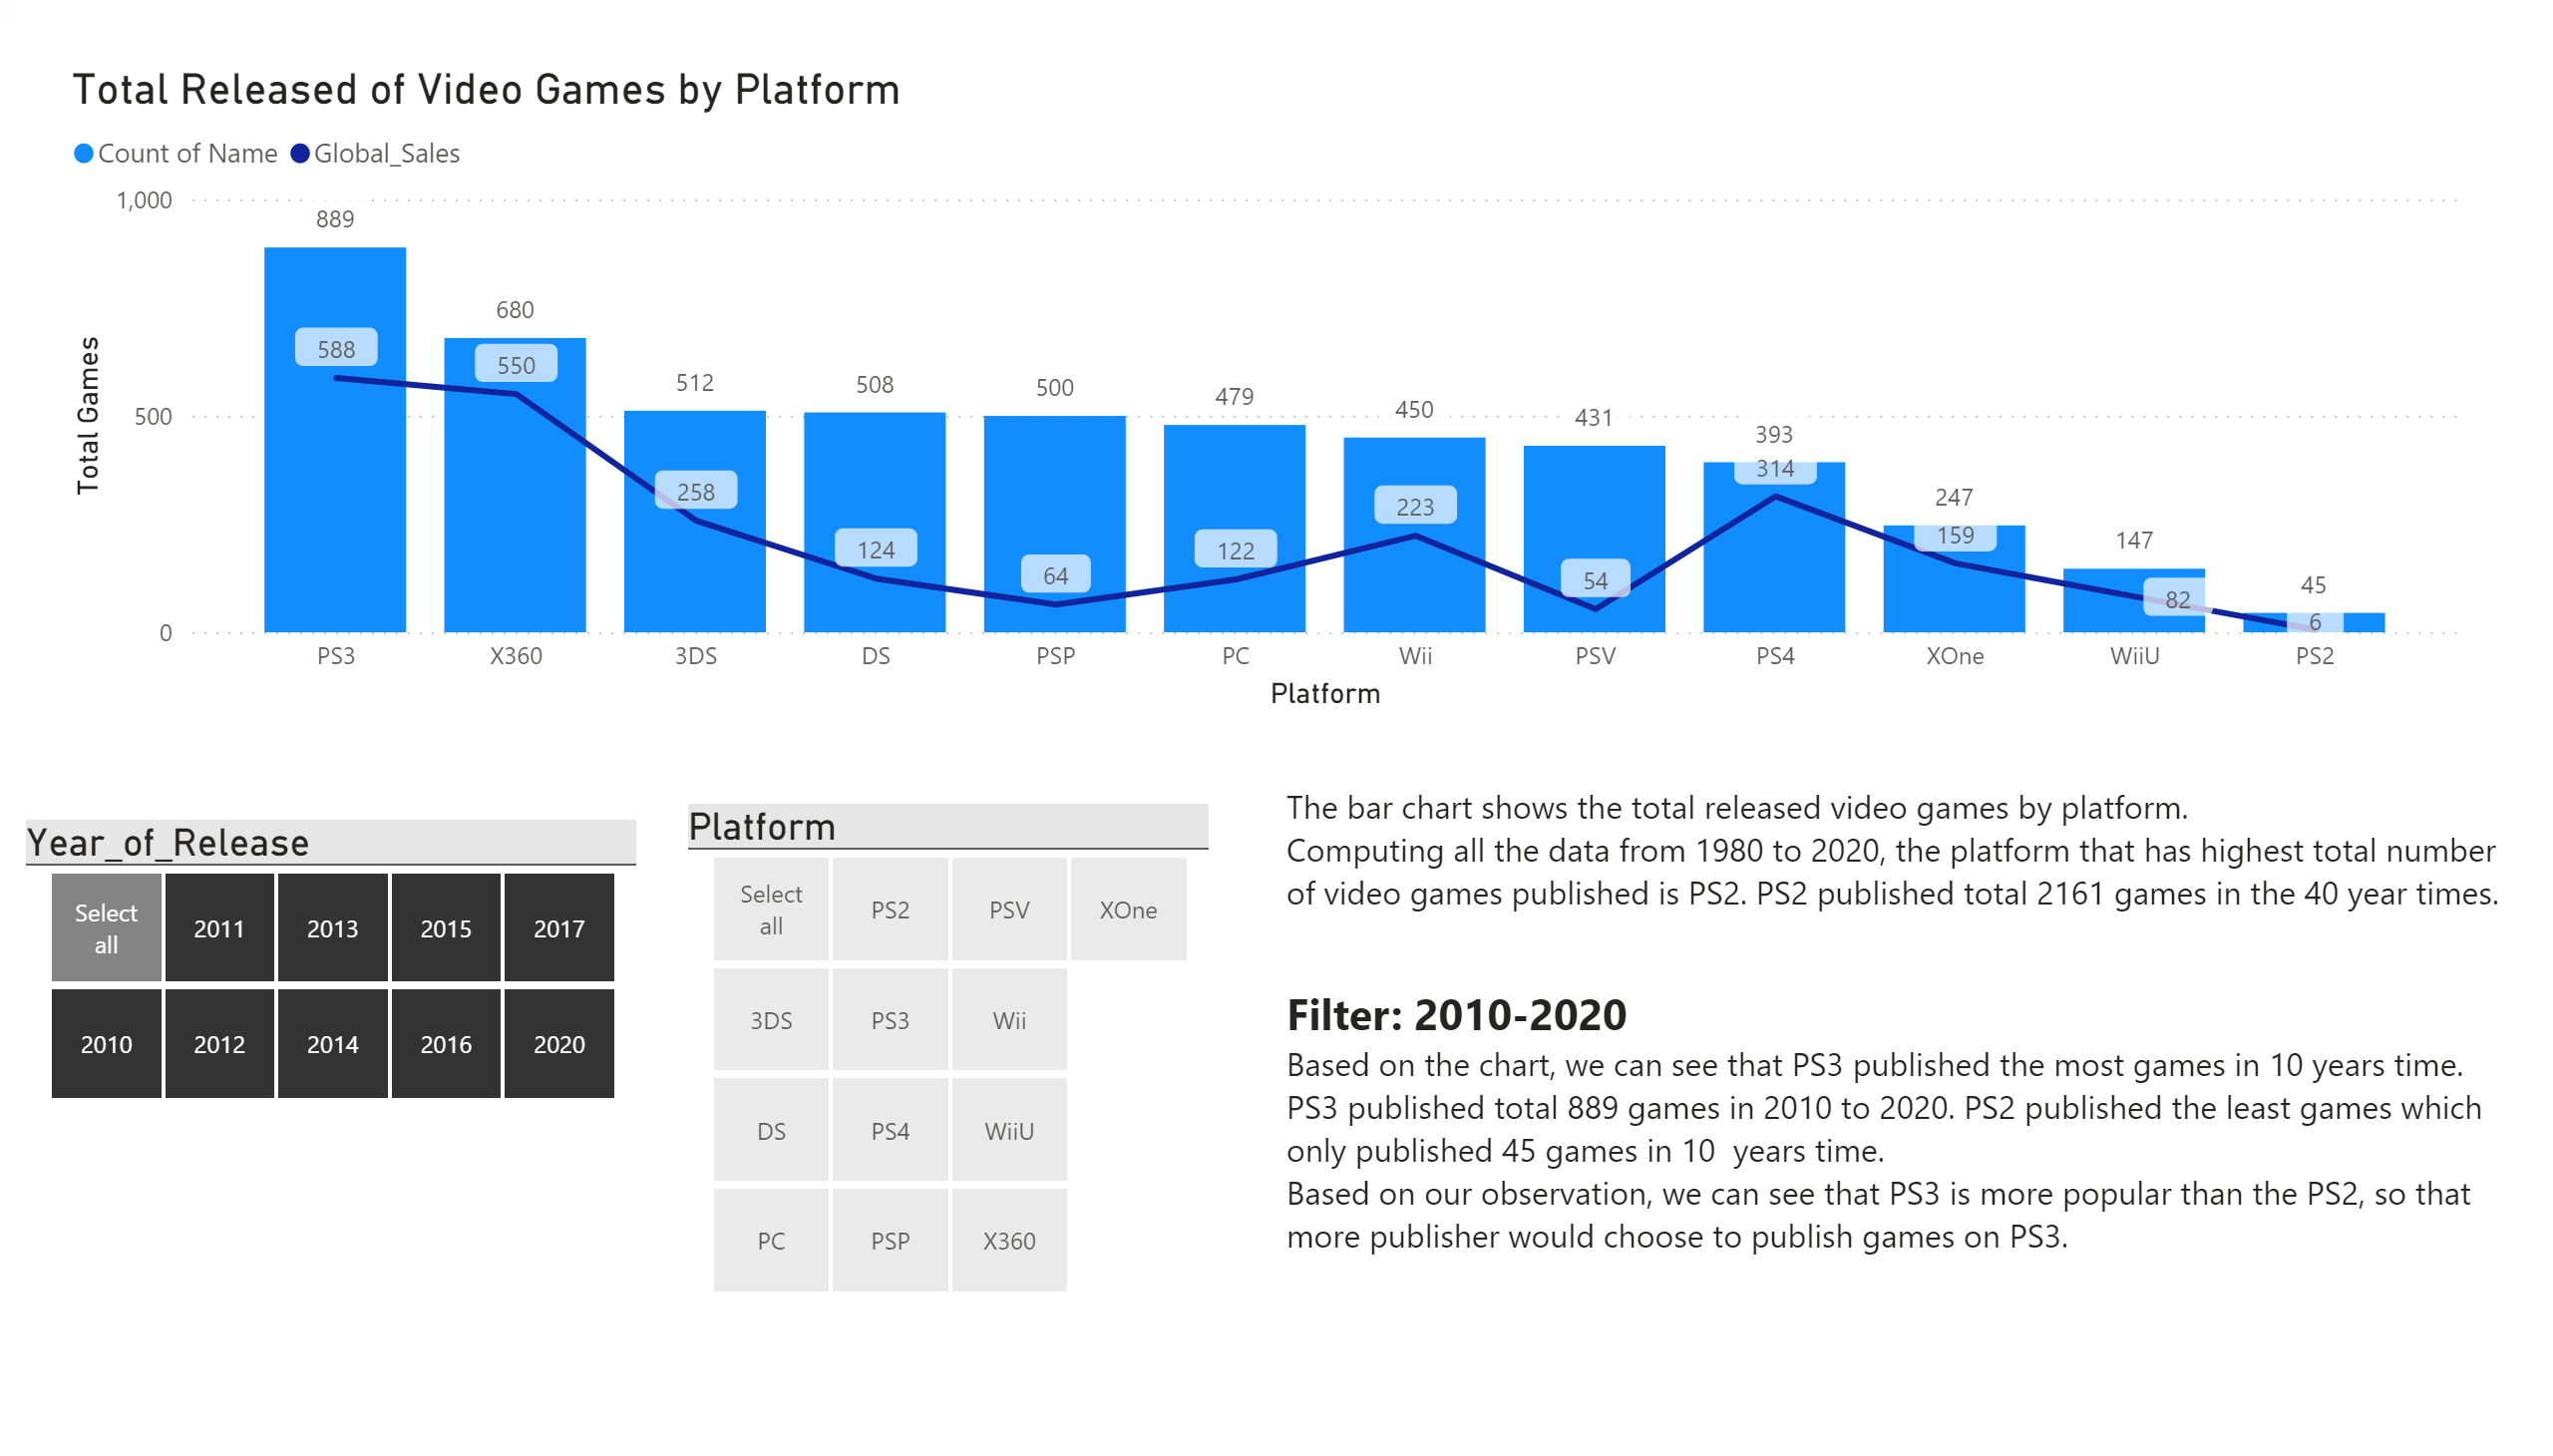 Total Released of Video Games by Platform
Count of Name Global_Sales
1,000
500
0
Total Games
889
680
512
508
500
479
450
431
393
247
147
45
588
550
258
124
64
122
223
54
314
159
82
6
PS3 X360 3DS DS PSP PC Wii PSV PS4 XOne WiiU PS2
Platform
Year_of_Release
Select all 2011 2013 2015 2017
2010 2012 2014 2016 2020
Platform
Select all PS2 PSV XOne
3DS PS3 Wii
DS PS4 WiiU
PC PSP X360
The bar chart shows the total released video games by platform.
Computing all the data from 1980 to 2020, the platform that has highest total number
of video games published is PS2. PS2 published total 2161 games in the 40 year times.
Filter: 2010-2020
Based on the chart, we can see that PS3 published the most games in 10 years time.
PS3 published total 889 games in 2010 to 2020. PS2 published the least games which
only published 45 games in 10  years time.
Based on our observation, we can see that PS3 is more popular than the PS2, so that
more publisher would choose to publish games on PS3.